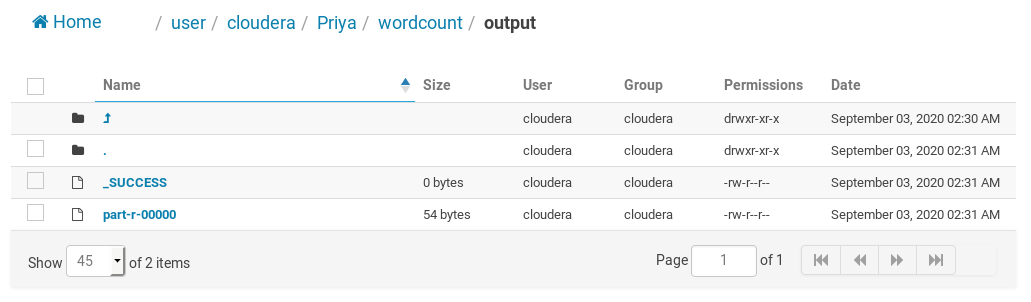 Home / user / cloudera / Priya / wordcount / output
Name Size User Group Permissions Date
cloudera cloudera drwxr-xr-x September 03, 2020 02:30 AM
. cloudera cloudera drwxr-xr-x September 03, 2020 02:31 AM
_SUCCESS 0 bytes cloudera cloudera -rw-r--r-- September 03, 2020 02:31 AM
part-r-00000 54 bytes cloudera cloudera -rw-r--r-- September 03, 2020 02:31 AM
Show 45 of 2 items Page 1 of 1